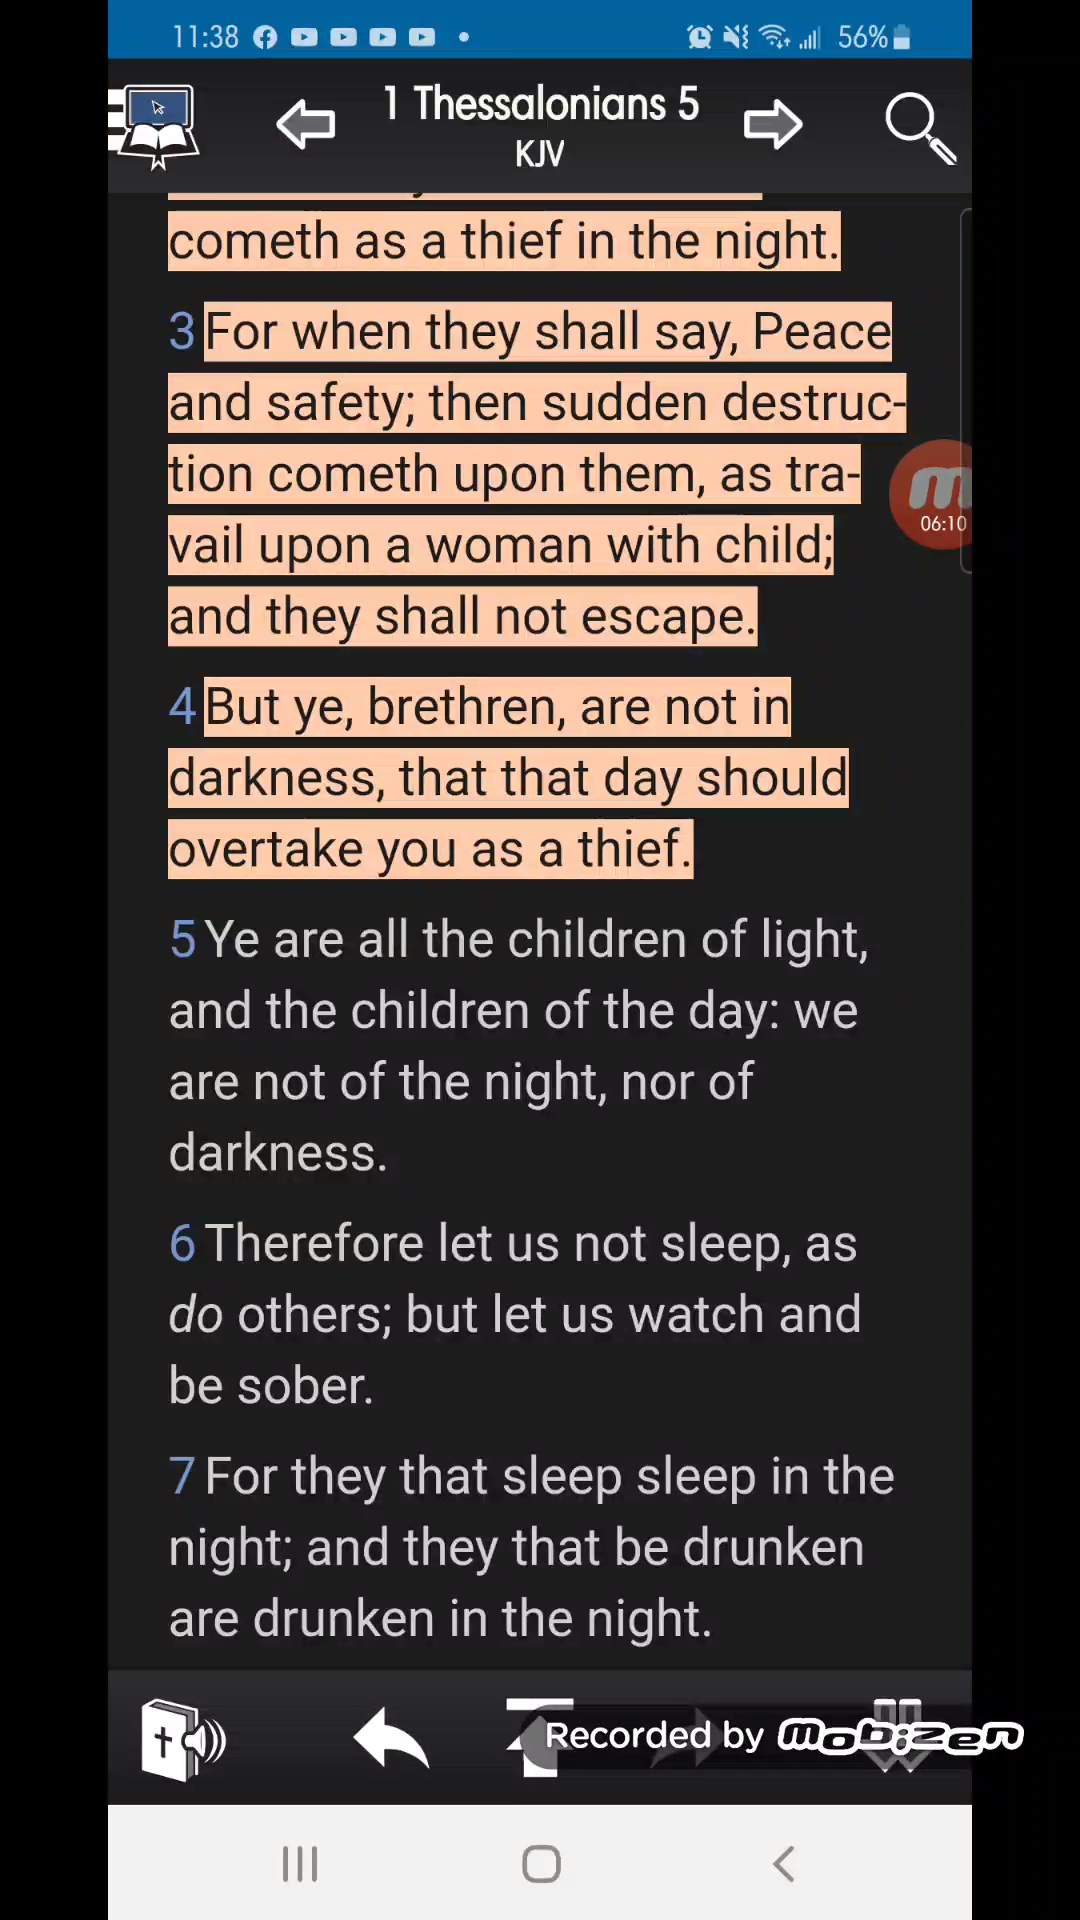 11:38 56%
1 Thessalonians 5
KJV
cometh as a thief in the night.
3 For when they shall say, Peace
and safety; then sudden destruc-
tion cometh upon them, as tra-
vail upon a woman with child;
and they shall not escape.
06:10
4 But ye, brethren, are not in
darkness, that that day should
overtake you as a thief.
5 Ye are all the children of light,
and the children of the day: we
are not of the night, nor of
darkness.
6 Therefore let us not sleep, as
do others; but let us watch and
be sober.
7 For they that sleep sleep in the
night; and they that be drunken
are drunken in the night.
Recorded by mobizen